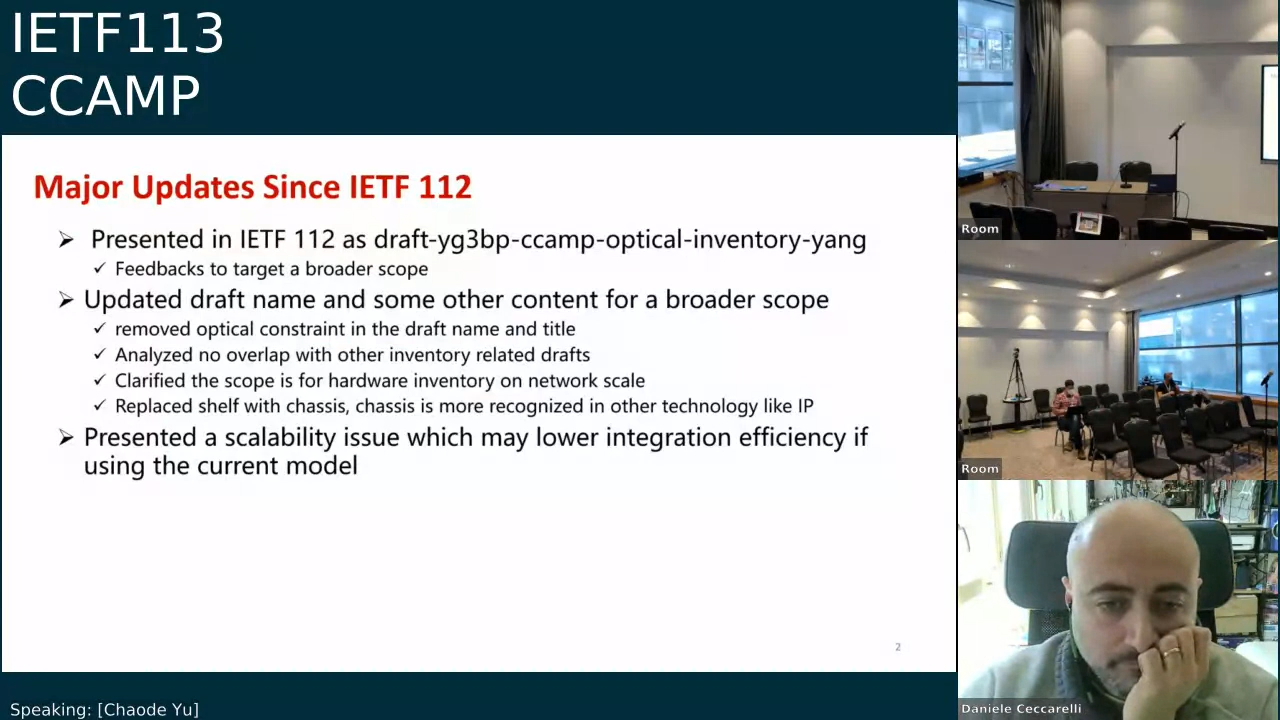 IETF113
CCAMP
Major Updates Since IETF 112
➢ Presented in IETF 112 as draft-yg3bp-ccamp-optical-inventory-yang
✓ Feedbacks to target a broader scope
➢ Updated draft name and some other content for a broader scope
✓ removed optical constraint in the draft name and title
✓ Analyzed no overlap with other inventory related drafts
✓ Clarified the scope is for hardware inventory on network scale
✓ Replaced shelf with chassis, chassis is more recognized in other technology like IP
➢ Presented a scalability issue which may lower integration efficiency if
using the current model
2
Speaking: [Chaode Yu]
Room
Room
Daniele Ceccarelli